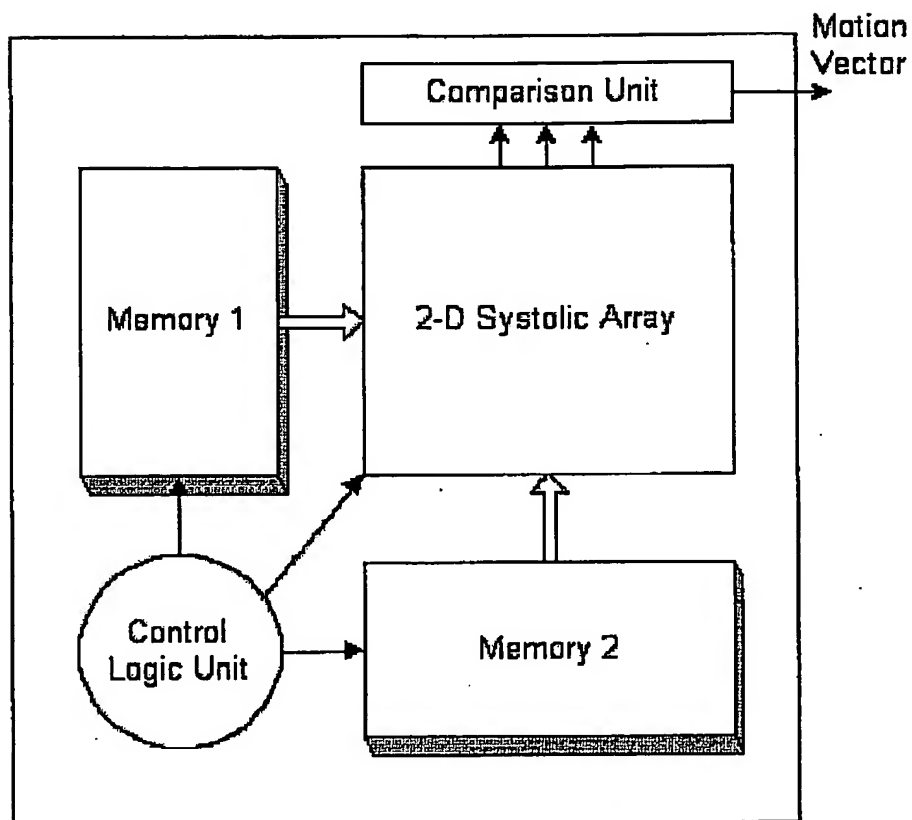 Motion
Vector
Comparison Unit
Memory 1
2-D Systolic Array
Control
Logic Unit
Memory 2